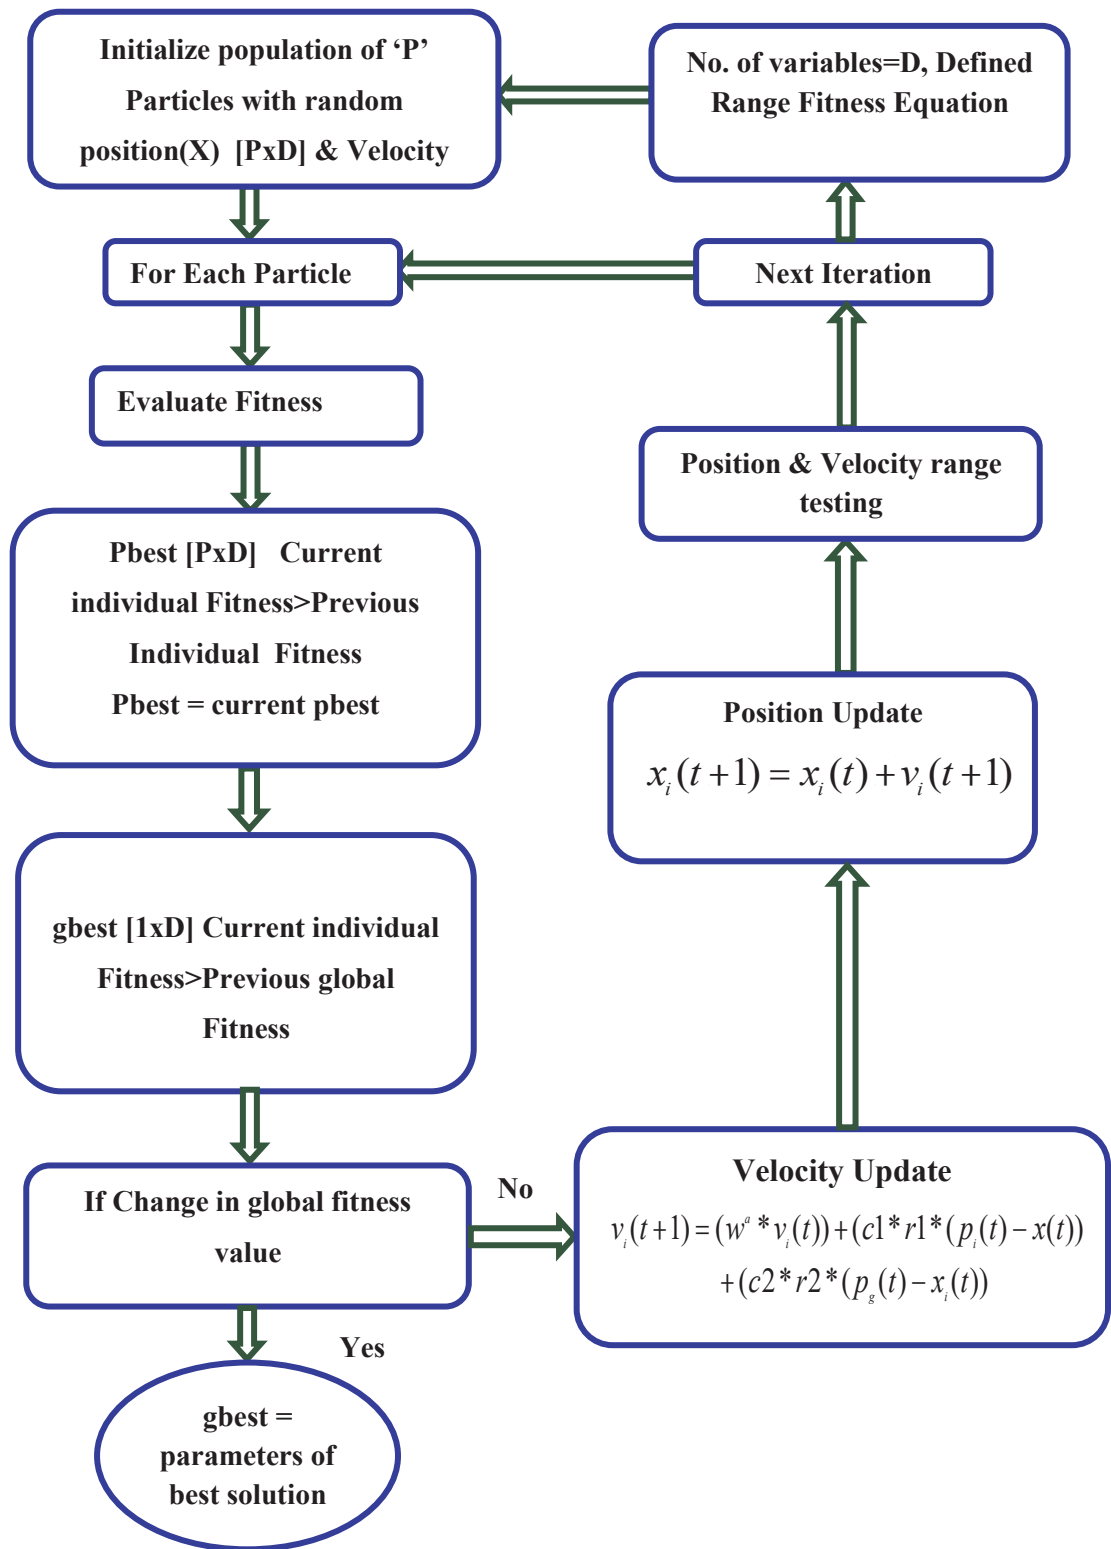 Initialize population of ‘P’
Particles with random
position(X) [PxD] & Velocity
No. of variables=D, Defined
Range Fitness Equation
For Each Particle
Next Iteration
Evaluate Fitness
Position & Velocity range
testing
Pbest [PxD] Current
individual Fitness>Previous
Individual Fitness
Pbest = current pbest
Position Update
x_i(t+1) = x_i(t)+v_i(t+1)
gbest [1xD] Current individual
Fitness>Previous global
Fitness
If Change in global fitness
value
No
Velocity Update
v_i(t+1) = (w^a * v_i(t)) + (c1* r1* (p_i(t) − x(t))
+ (c2* r2* (p_g(t) − x_i(t))
Yes
gbest =
parameters of
best solution